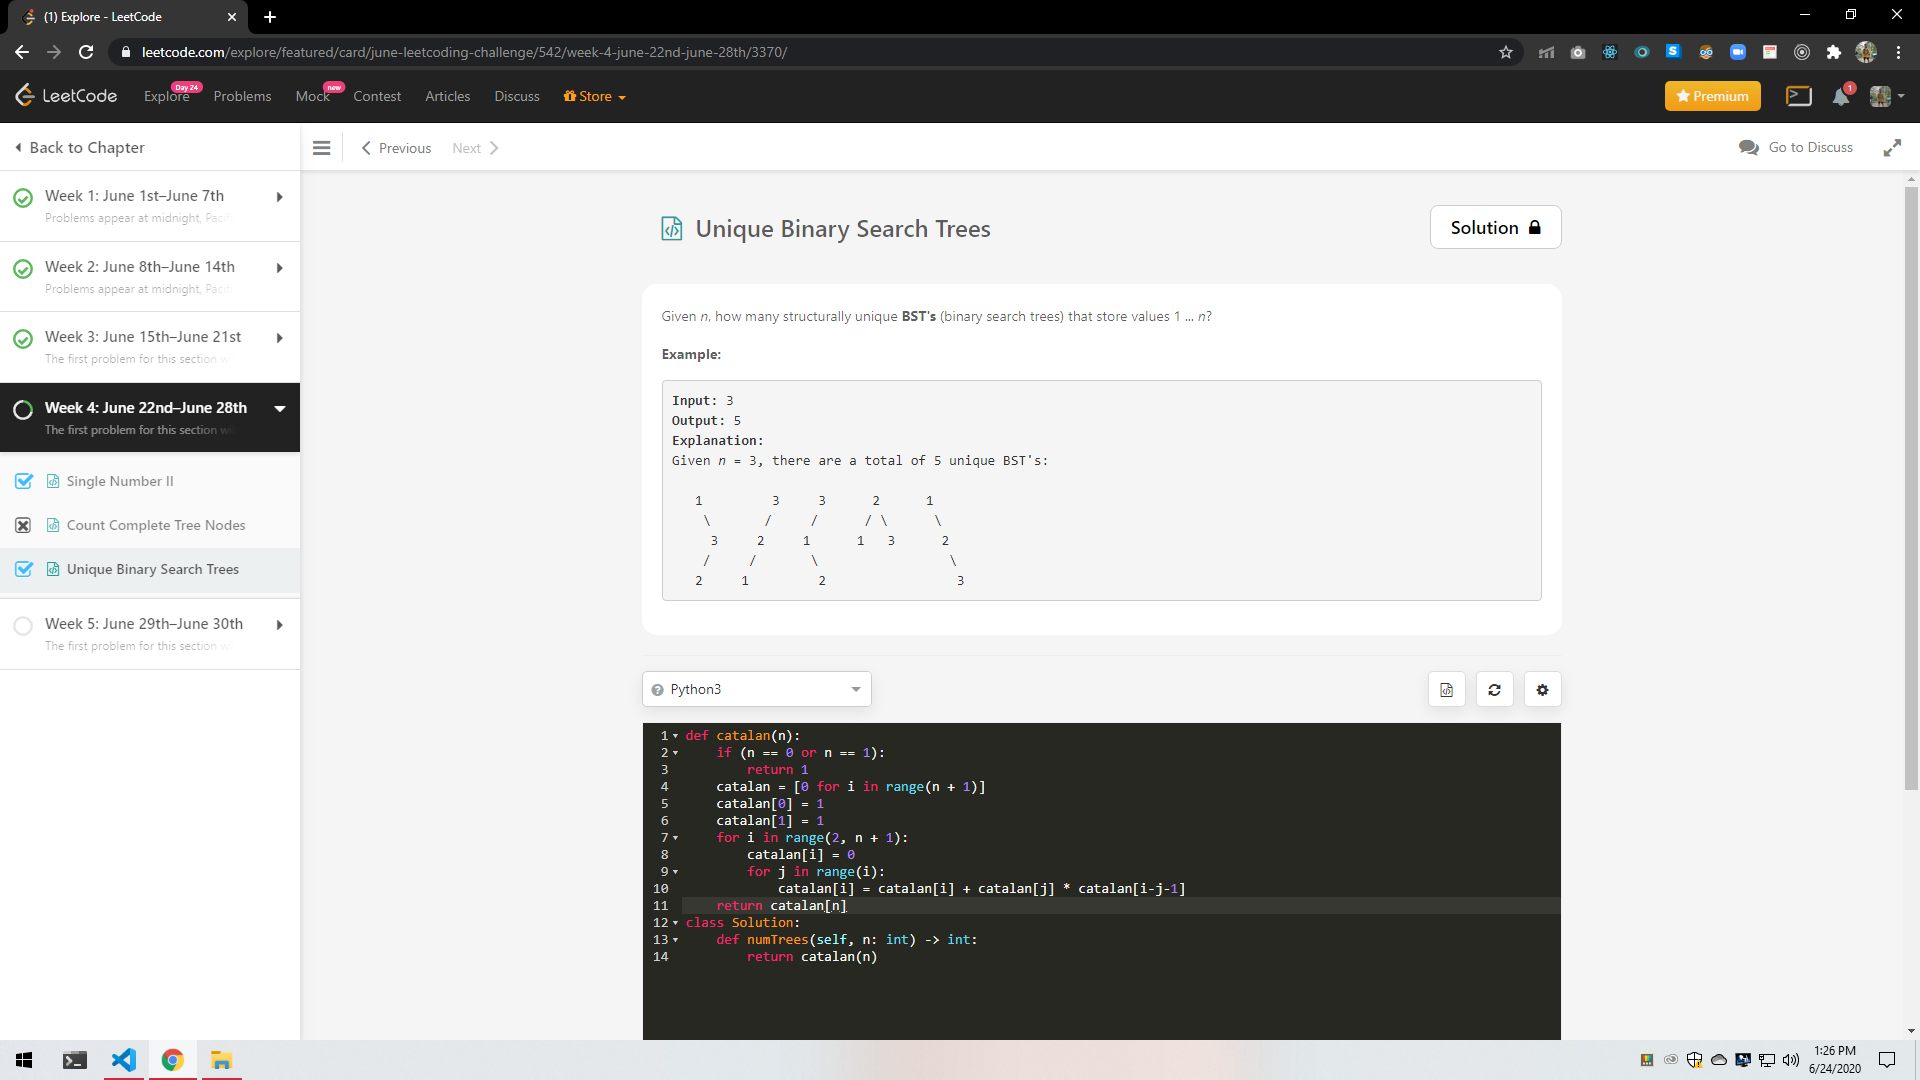 (1) Explore - LeetCode
leetcode.com/explore/featured/card/june-leetcoding-challenge/542/week-4-june-22nd-june-28th/3370/
LeetCode
Explore
Day 24
Problems
Mock
new
Contest
Articles
Discuss
Store
Premium
1
Back to Chapter
Previous
Next
Go to Discuss
Week 1: June 1st–June 7th
Problems appear at midnight, Pacifi
Week 2: June 8th–June 14th
Problems appear at midnight, Pacifi
Week 3: June 15th–June 21st
The first problem for this section wi
Week 4: June 22nd–June 28th
The first problem for this section wi
Single Number II
Count Complete Tree Nodes
Unique Binary Search Trees
Week 5: June 29th–June 30th
The first problem for this section wi
Unique Binary Search Trees
Solution
Given n, how many structurally unique BST's (binary search trees) that store values 1 ... n?
Example:
Input: 3
Output: 5
Explanation:
Given n = 3, there are a total of 5 unique BST's:
   1         3     3      2      1
    \       /     /      / \      \
     3     2     1      1   3      2
    /     /       \                 \
   2     1         2                 3
Python3
1 def catalan(n):
2     if (n == 0 or n == 1):
3         return 1
4     catalan = [0 for i in range(n + 1)]
5     catalan[0] = 1
6     catalan[1] = 1
7     for i in range(2, n + 1):
8         catalan[i] = 0
9         for j in range(i):
10             catalan[i] = catalan[i] + catalan[j] * catalan[i-j-1]
11     return catalan[n]
12 class Solution:
13     def numTrees(self, n: int) -> int:
14         return catalan(n)
1:26 PM
6/24/2020